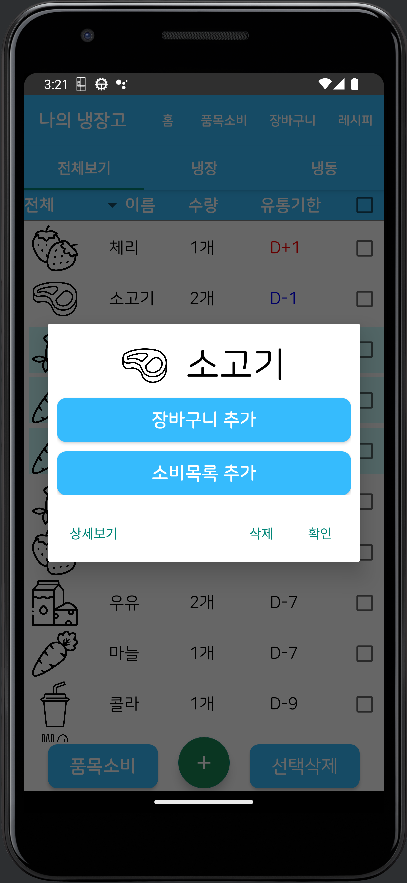 3:21
나의 냉장고 홈 품목소비 장바구니 레시피
전체보기 냉장 냉동
전체 이름 수량 유통기한
체리 1개 D+1
소고기 2개 D-1
소고기
장바구니 추가
소비목록 추가
상세보기 삭제 확인
우유 2개 D-7
마늘 1개 D-7
콜라 1개 D-9
품목소비 + 선택삭제